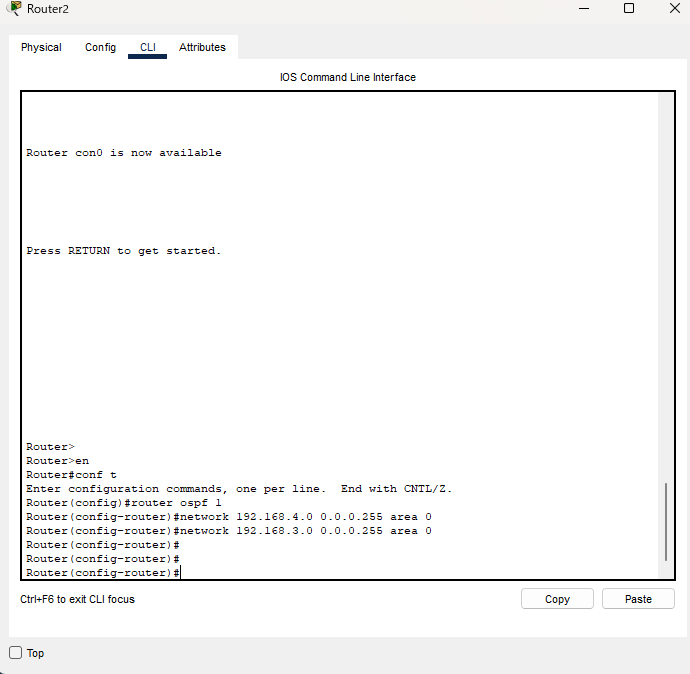 Router2
Physical Config CLI Attributes
IOS Command Line Interface
Router con0 is now available
Press RETURN to get started.
Router>
Router>en
Router#conf t
Enter configuration commands, one per line.  End with CNTL/Z.
Router(config)#router ospf 1
Router(config-router)#network 192.168.4.0 0.0.0.255 area 0
Router(config-router)#network 192.168.3.0 0.0.0.255 area 0
Router(config-router)#
Router(config-router)#
Router(config-router)#
Ctrl+F6 to exit CLI focus
Copy Paste
Top